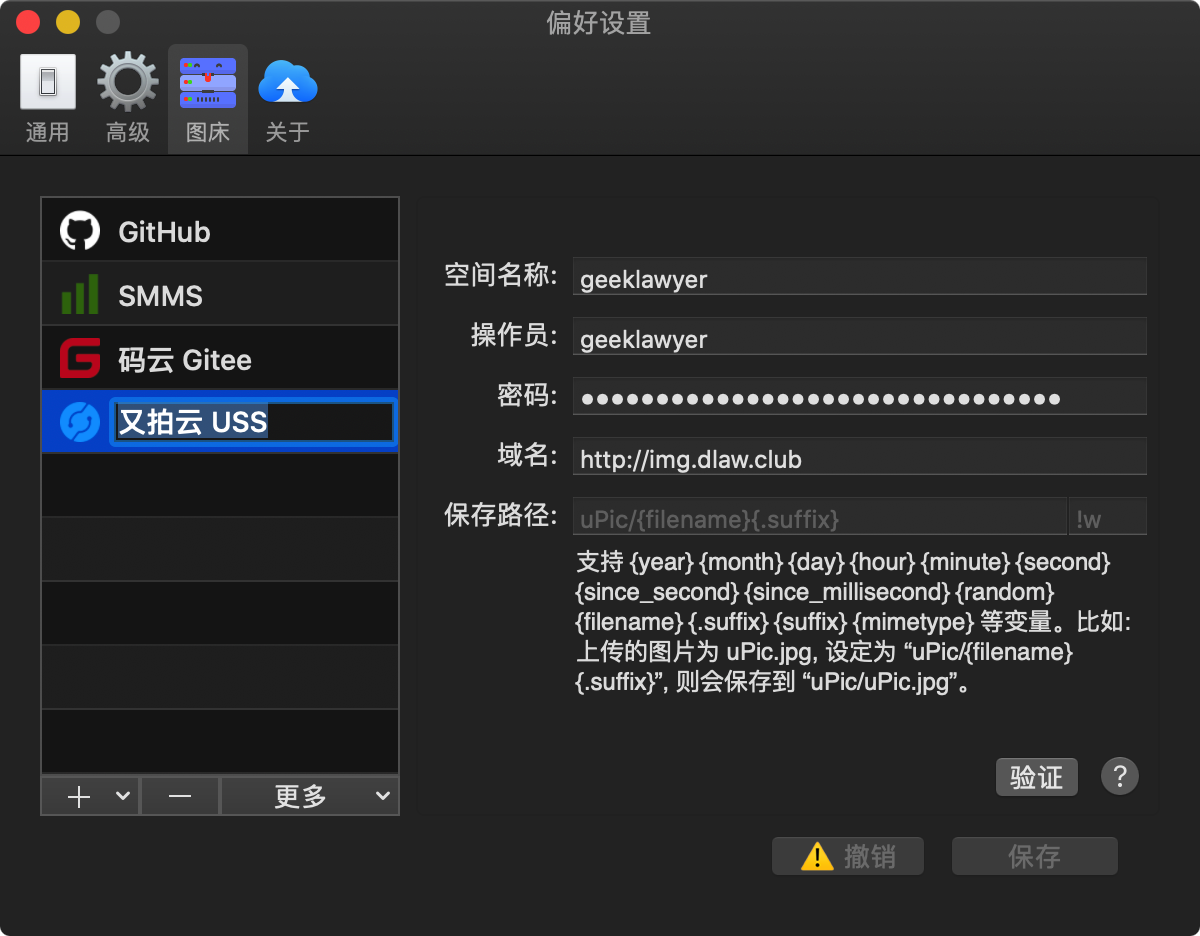 偏好设置
通用
高级
图床
关于
GitHub
SMMS
码云 Gitee
又拍云 USS
更多
空间名称: geeklawyer
操作员: geeklawyer
密码: ●●●●●●●●●●●●●●●●●●●●●●●●●●●●●●●●
域名: http://img.dlaw.club
保存路径: uPic/{filename}{.suffix} !w
支持 {year} {month} {day} {hour} {minute} {second}
{since_second} {since_millisecond} {random}
{filename} {.suffix} {suffix} {mimetype} 等变量。比如:
上传的图片为 uPic.jpg, 设定为 “uPic/{filename}
{.suffix}”, 则会保存到 “uPic/uPic.jpg”。
验证 ?
撤销
保存